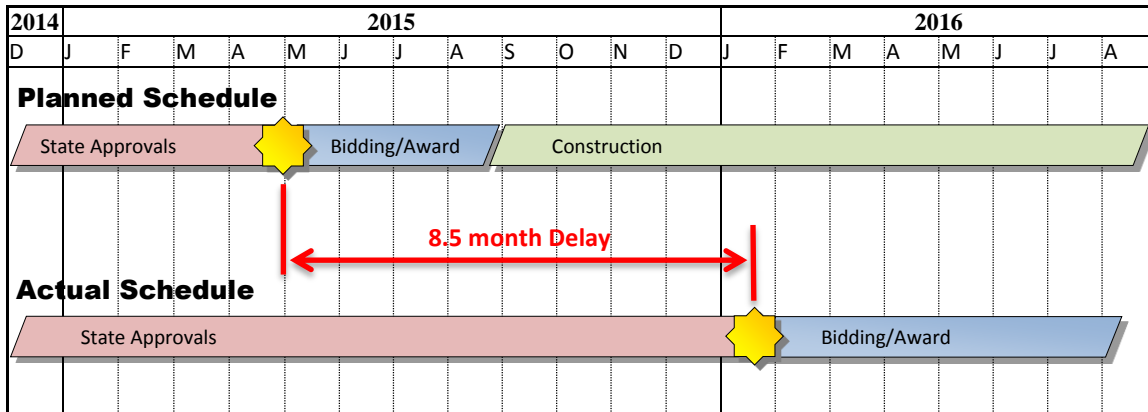 2014 2015 2016
D J F M A M J J A S O N D J F M A M J J A
Planned Schedule
State Approvals Bidding/Award Construction
8.5 month Delay
Actual Schedule
State Approvals Bidding/Award